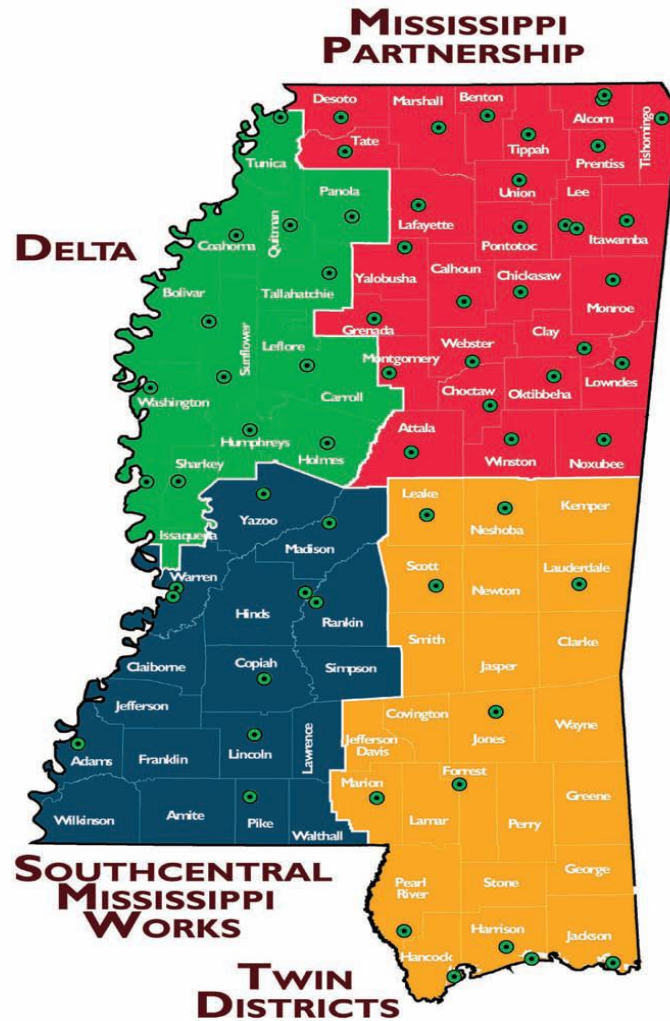 MISSISSIPPI
PARTNERSHIP
DELTA
Desoto
Marshall
Benton
Alcorn
Tishomingo
Tate
Tippah
Prentiss
Tunica
Panola
Union
Lee
Lafayette
Coahoma
Quitman
Pontotoc
Itawamba
Yalobusha
Calhoun
Chickasaw
Bolivar
Tallahatchie
Monroe
Grenada
Sunflower
Leflore
Webster
Clay
Montgomery
Washington
Carroll
Choctaw
Oktibbeha
Lowndes
Humphreys
Attala
Holmes
Winston
Noxubee
Sharkey
Issaquena
Yazoo
Leake
Neshoba
Kemper
Madison
Warren
Scott
Newton
Lauderdale
Hinds
Rankin
Claiborne
Copiah
Simpson
Smith
Jasper
Clarke
Jefferson
Covington
Wayne
Adams
Franklin
Lincoln
Lawrence
Jefferson
Davis
Jones
Marion
Forrest
Greene
Wilkinson
Amite
Pike
Walthall
Lamar
Perry
SOUTHCENTRAL
MISSISSIPPI
WORKS
Pearl
River
Stone
George
Hancock
Harrison
Jackson
TWIN
DISTRICTS